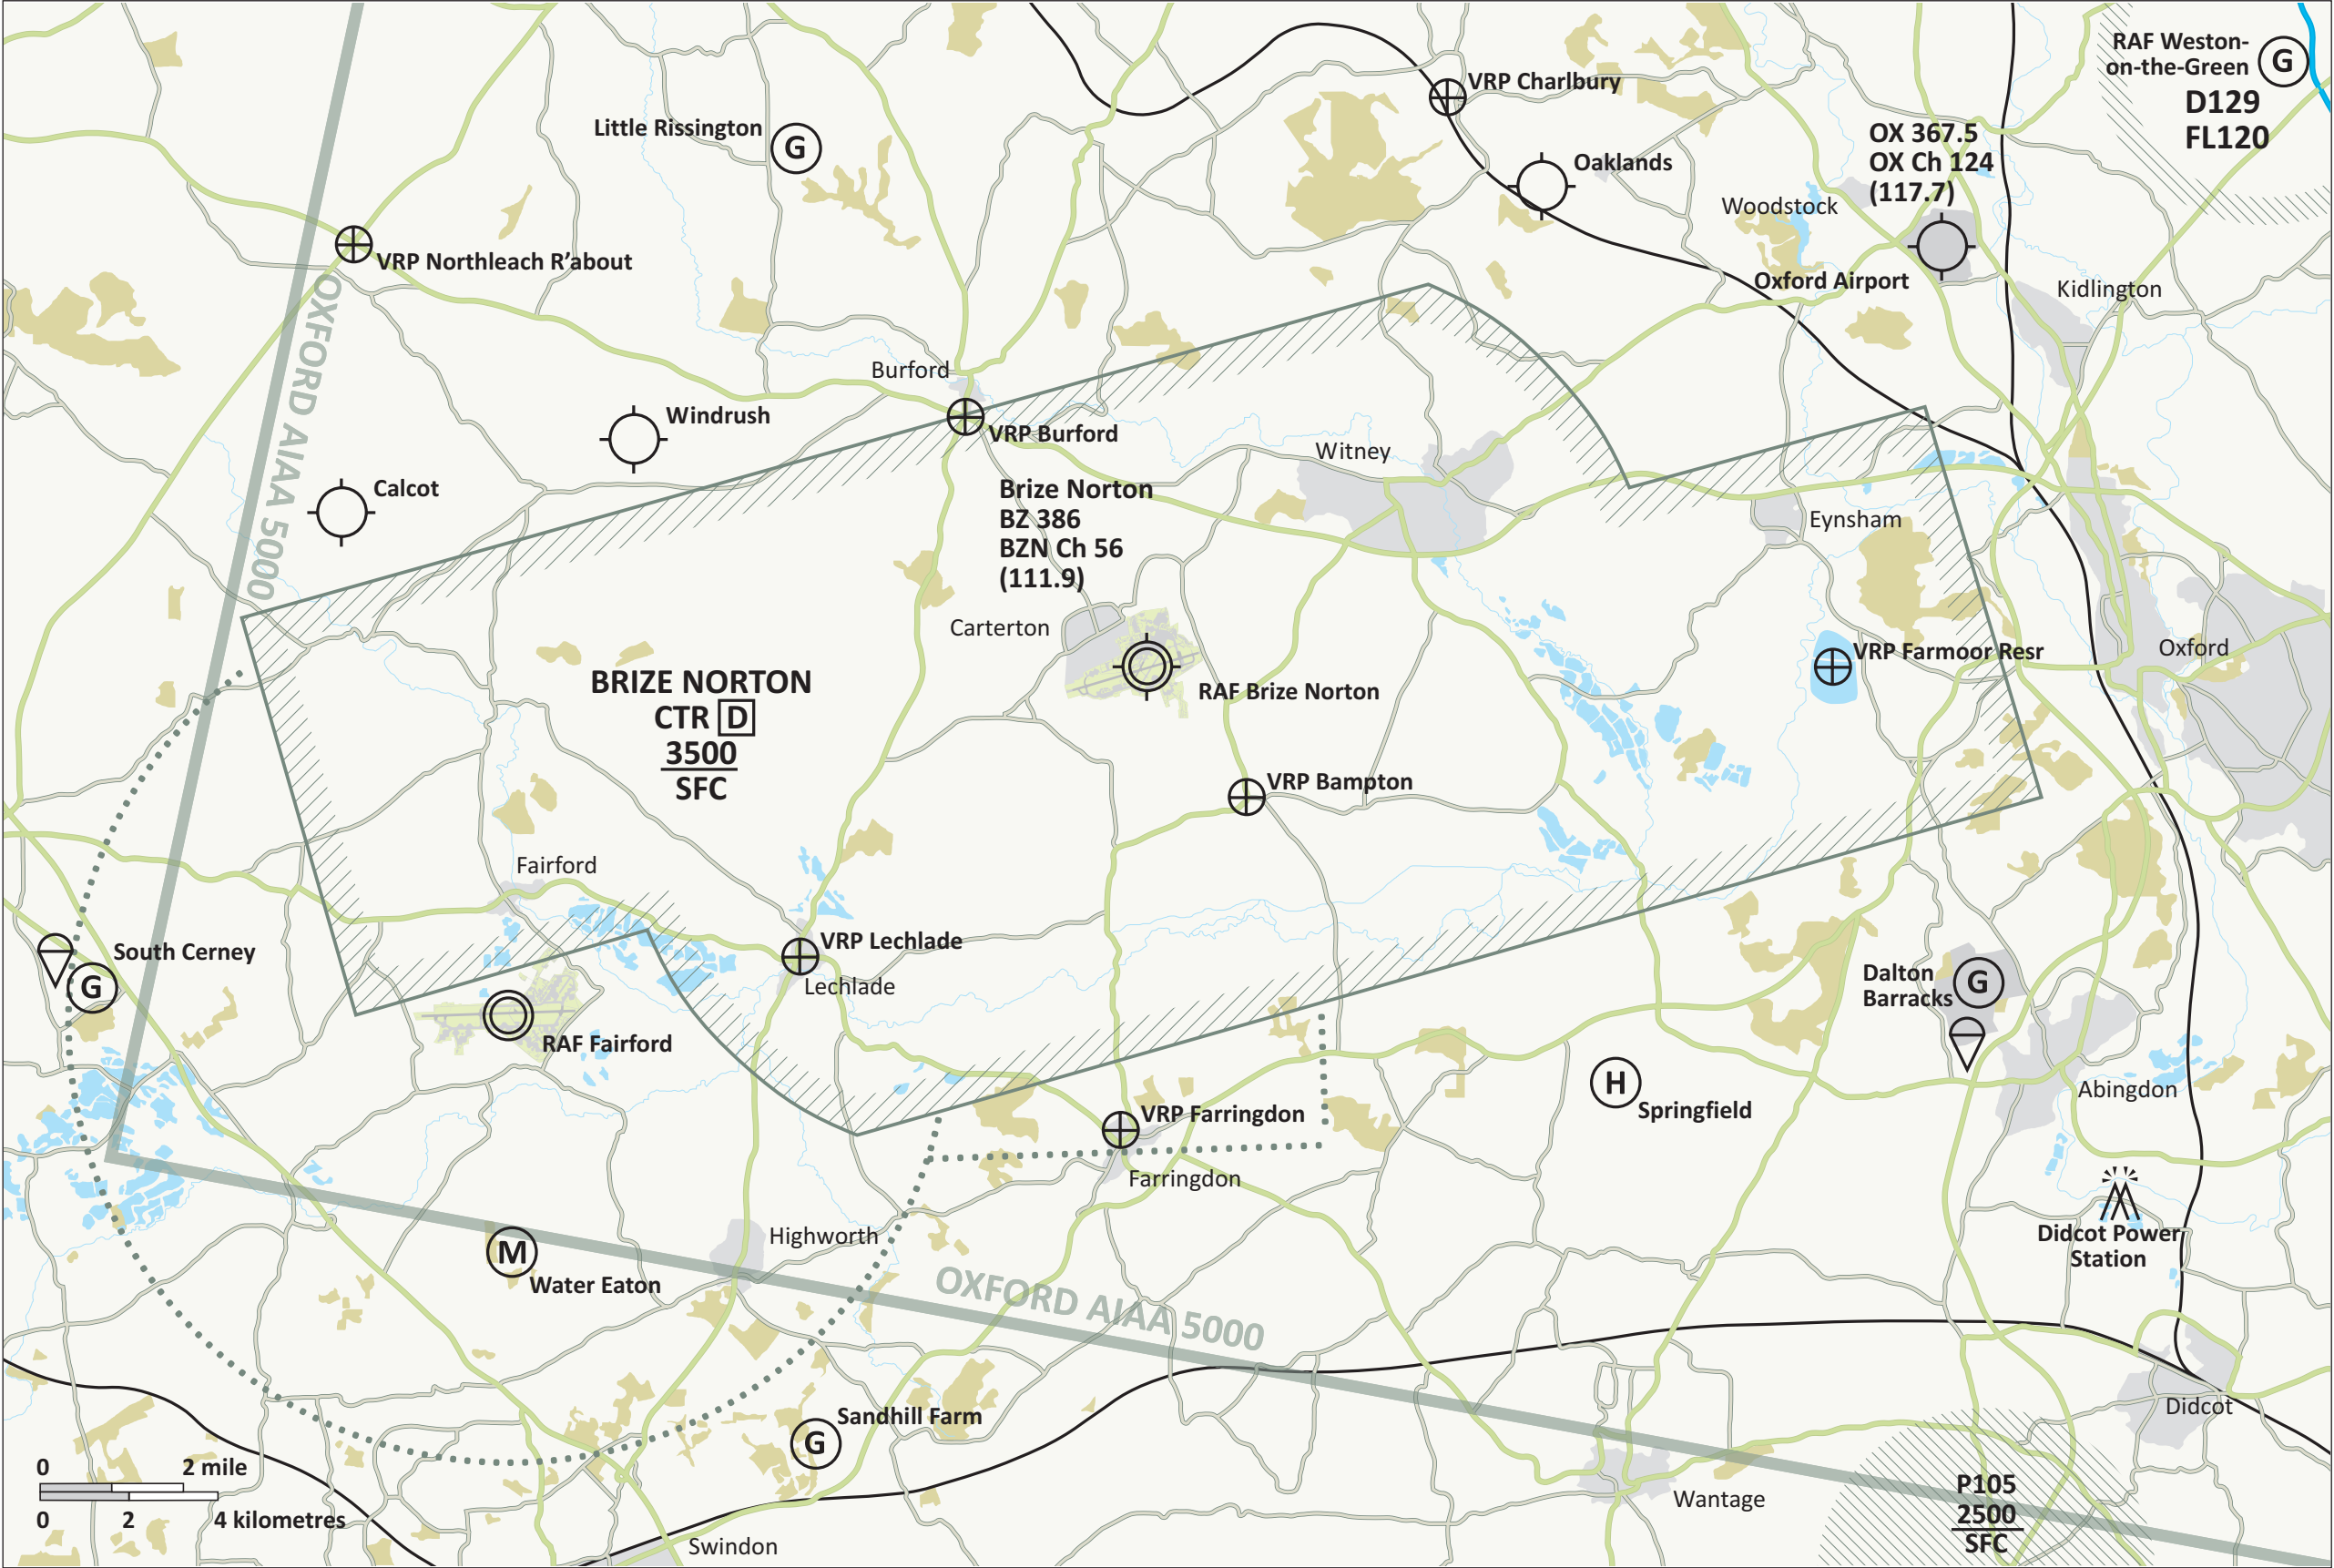 RAF Weston-
on-the-Green
G
D129
FL120
VRP Charlbury
Little Rissington
G
OX 367.5
OX Ch 124
(117.7)
Oaklands
Woodstock
VRP Northleach R'about
Oxford Airport
Kidlington
OXFORD AIAA 5000
Burford
Windrush
VRP Burford
Witney
Calcot
Brize Norton
BZ 386
BZN Ch 56
(111.9)
Eynsham
Carterton
VRP Farmoor Resr
Oxford
BRIZE NORTON
CTR D
3500
SFC
RAF Brize Norton
VRP Bampton
Fairford
South Cerney
G
VRP Lechlade
Lechlade
Dalton
Barracks
G
RAF Fairford
H
Springfield
Abingdon
VRP Farringdon
Farringdon
M
Water Eaton
Highworth
Didcot Power
Station
OXFORD AIAA 5000
Sandhill Farm
G
Didcot
0 2 mile
0 2 4 kilometres
Wantage
P105
2500
SFC
Swindon